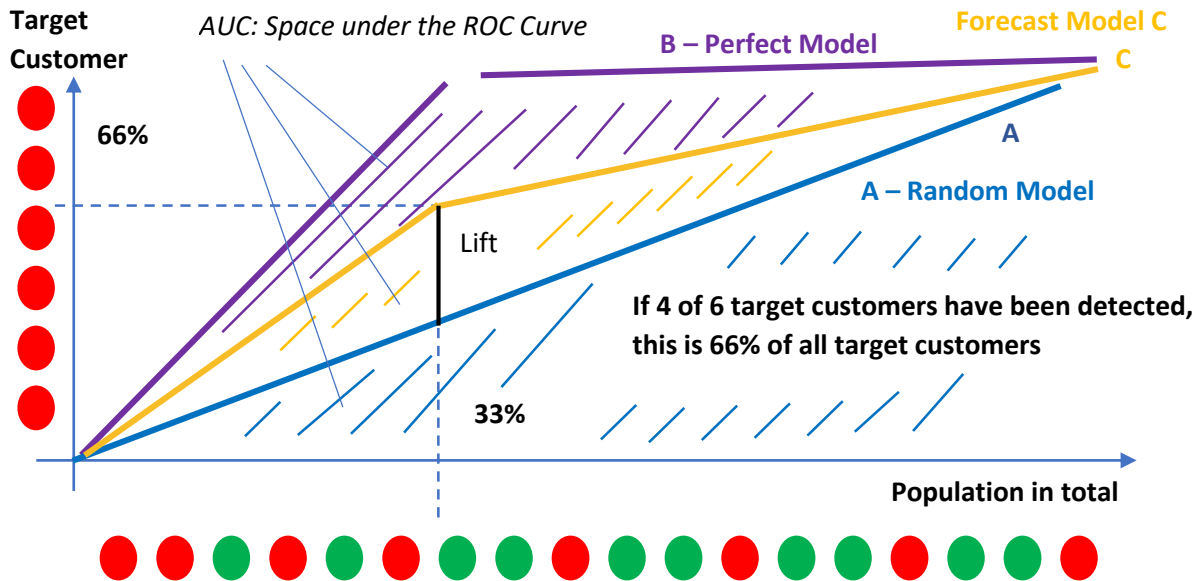 Target
Customer
AUC: Space under the ROC Curve
B – Perfect Model
Forecast Model C
C
66%
A
A – Random Model
Lift
If 4 of 6 target customers have been detected,
this is 66% of all target customers
33%
Population in total